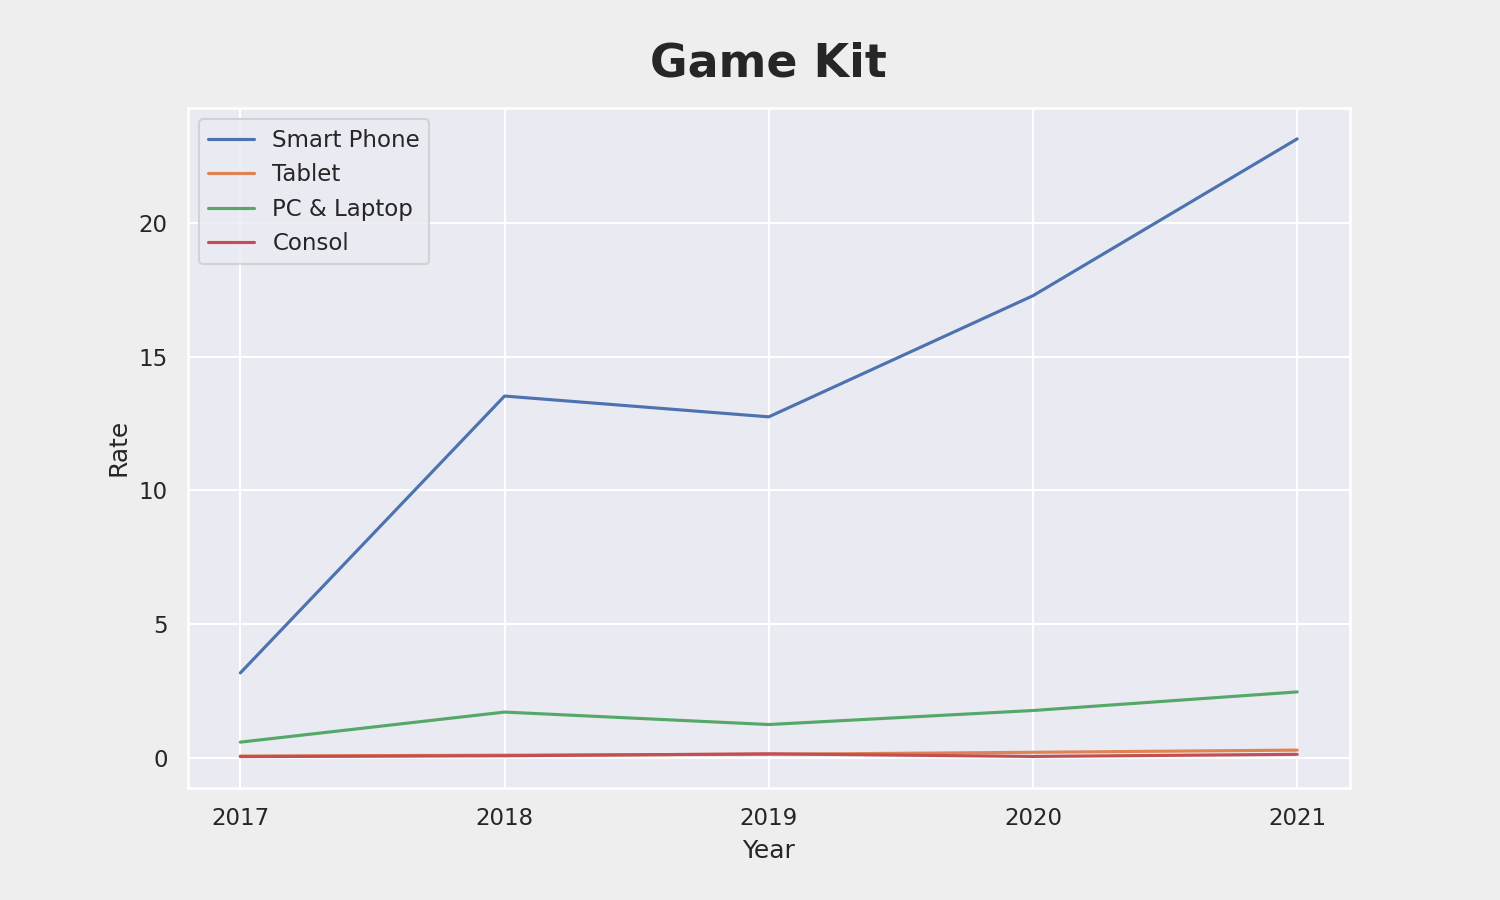 Game Kit
Smart Phone
Tablet
PC & Laptop
Consol
20
15
10
5
0
Rate
2017
2018
2019
2020
2021
Year